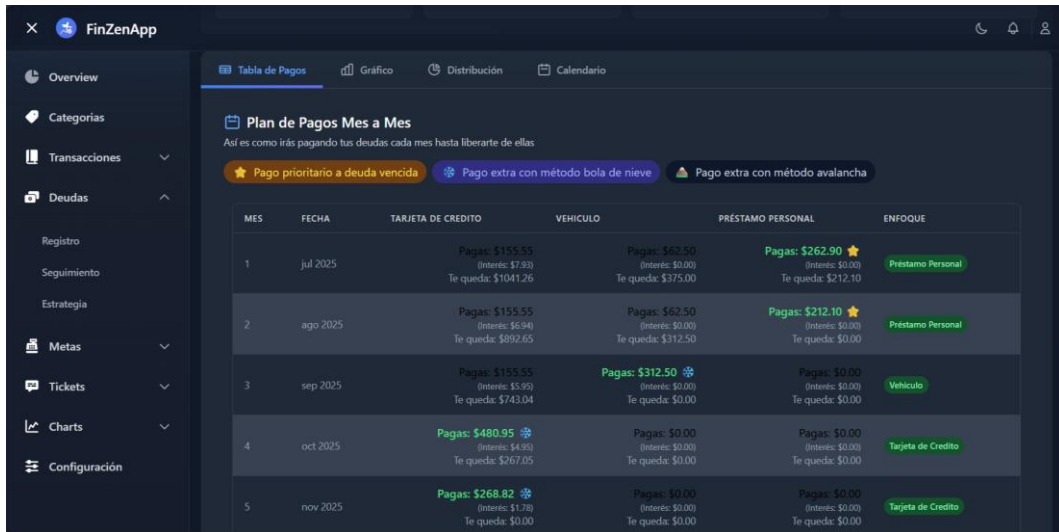 FinZenApp
Overview
Categorias
Transacciones
Deudas
Registro
Seguimiento
Estrategia
Metas
Tickets
Charts
Configuración
Tabla de Pagos Gráfico Distribución Calendario
Plan de Pagos Mes a Mes
Así es como irás pagando tus deudas cada mes hasta liberarte de ellas
Pago prioritario a deuda vencida Pago extra con método bola de nieve Pago extra con método avalancha
MES FECHA TARJETA DE CREDITO VEHICULO PRÉSTAMO PERSONAL ENFOQUE
Pagas: $155.55 Pagas: $62.50 Pagas: $262.90
1 jul 2025 (Interés: $7.93) (Interés: $0.00) (Interés: $0.00) Préstamo Personal
Te queda: $1041.26 Te queda: $375.00 Te queda: $212.10
Pagas: $155.55 Pagas: $62.50 Pagas: $212.10
2 ago 2025 (Interés: $6.94) (Interés: $0.00) (Interés: $0.00) Préstamo Personal
Te queda: $892.65 Te queda: $312.50 Te queda: $0.00
Pagas: $155.55 Pagas: $312.50 Pagas: $0.00
3 sep 2025 (Interés: $5.95) (Interés: $0.00) (Interés: $0.00) Vehiculo
Te queda: $743.04 Te queda: $0.00 Te queda: $0.00
Pagas: $480.95 Pagas: $0.00 Pagas: $0.00
4 oct 2025 (Interés: $4.95) (Interés: $0.00) (Interés: $0.00) Tarjeta de Credito
Te queda: $267.05 Te queda: $0.00 Te queda: $0.00
Pagas: $268.82 Pagas: $0.00 Pagas: $0.00
5 nov 2025 (Interés: $1.78) (Interés: $0.00) (Interés: $0.00) Tarjeta de Credito
Te queda: $0.00 Te queda: $0.00 Te queda: $0.00